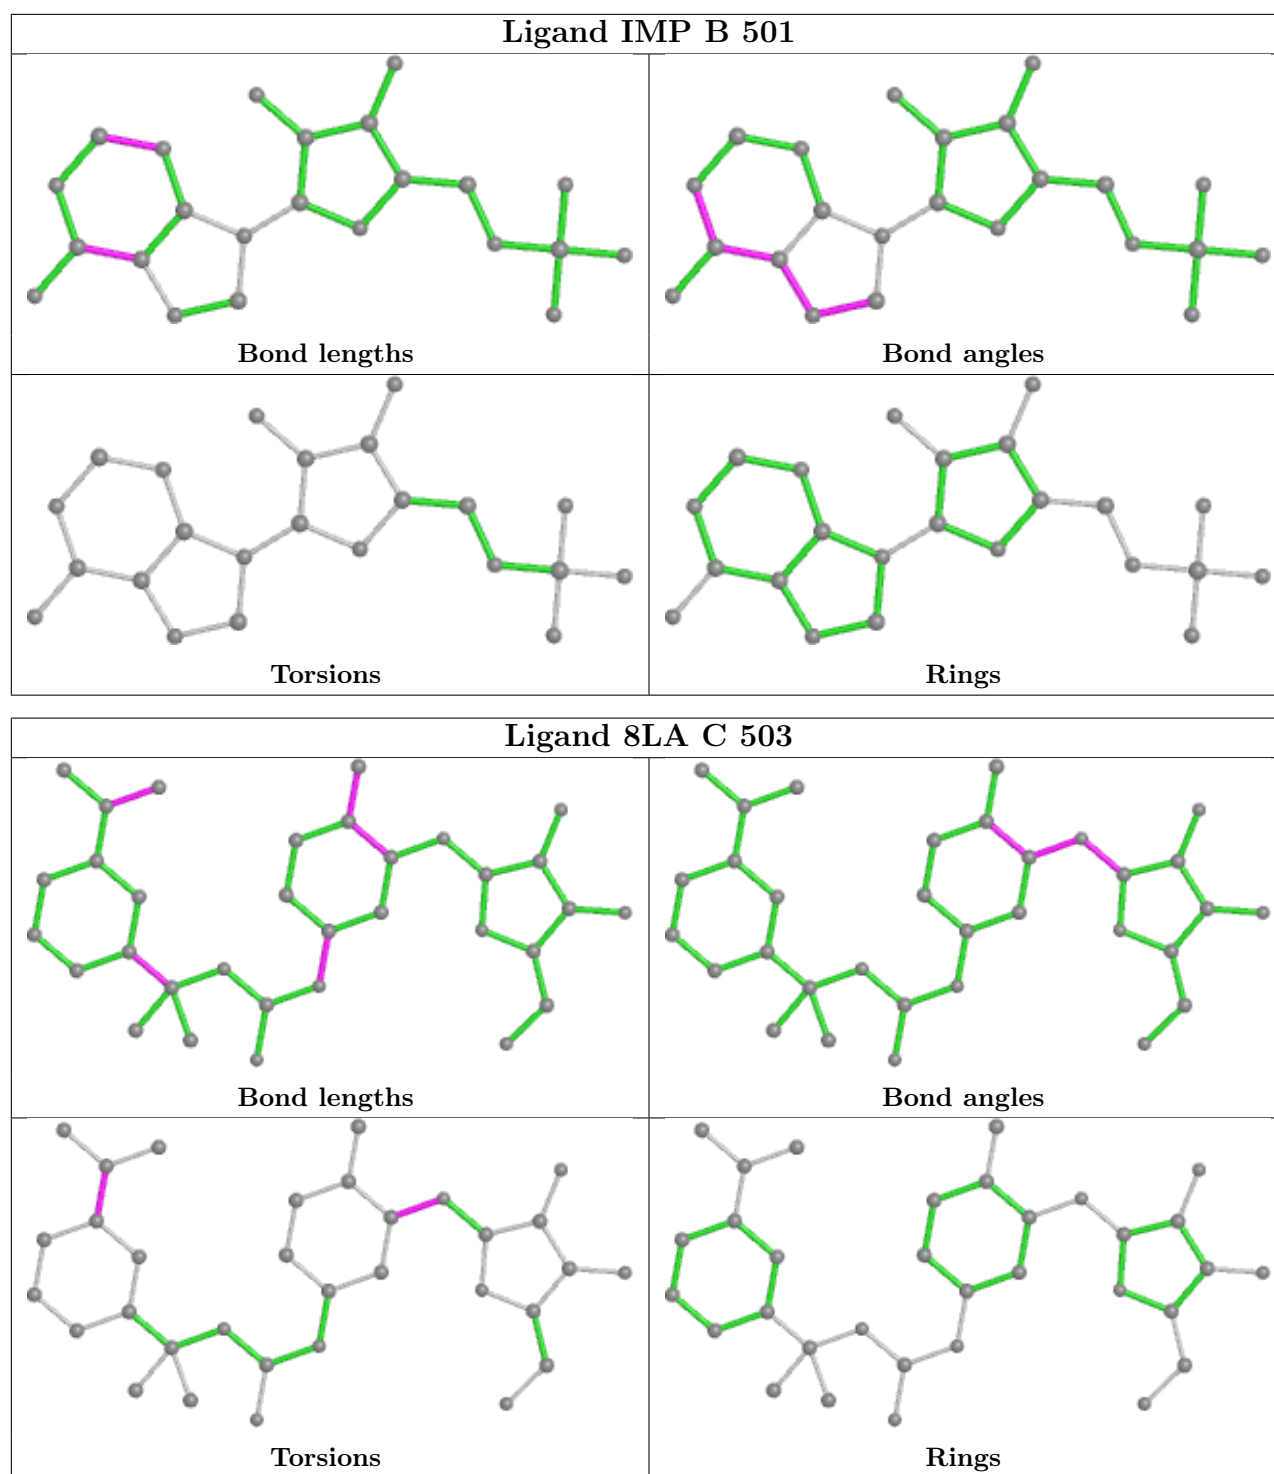 Ligand IMP B 501
Bond lengths
Bond angles
Torsions
Rings
Ligand 8LA C 503
Bond lengths
Bond angles
Torsions
Rings